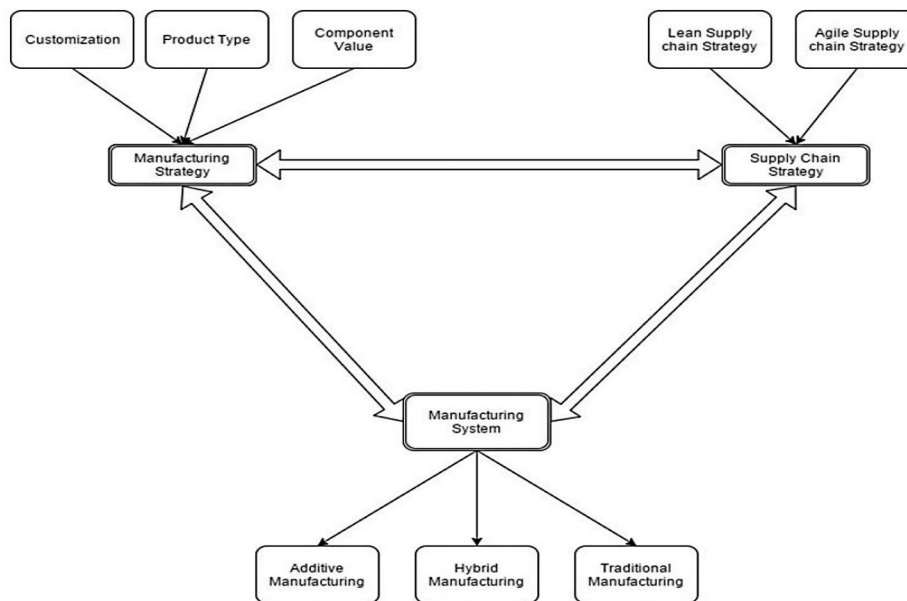 Customization
Product Type
Component
Value
Lean Supply
chain Strategy
Agile Supply
chain Strategy
Manufacturing
Strategy
Supply Chain
Strategy
Manufacturing
System
Additive
Manufacturing
Hybrid
Manufacturing
Traditional
Manufacturing